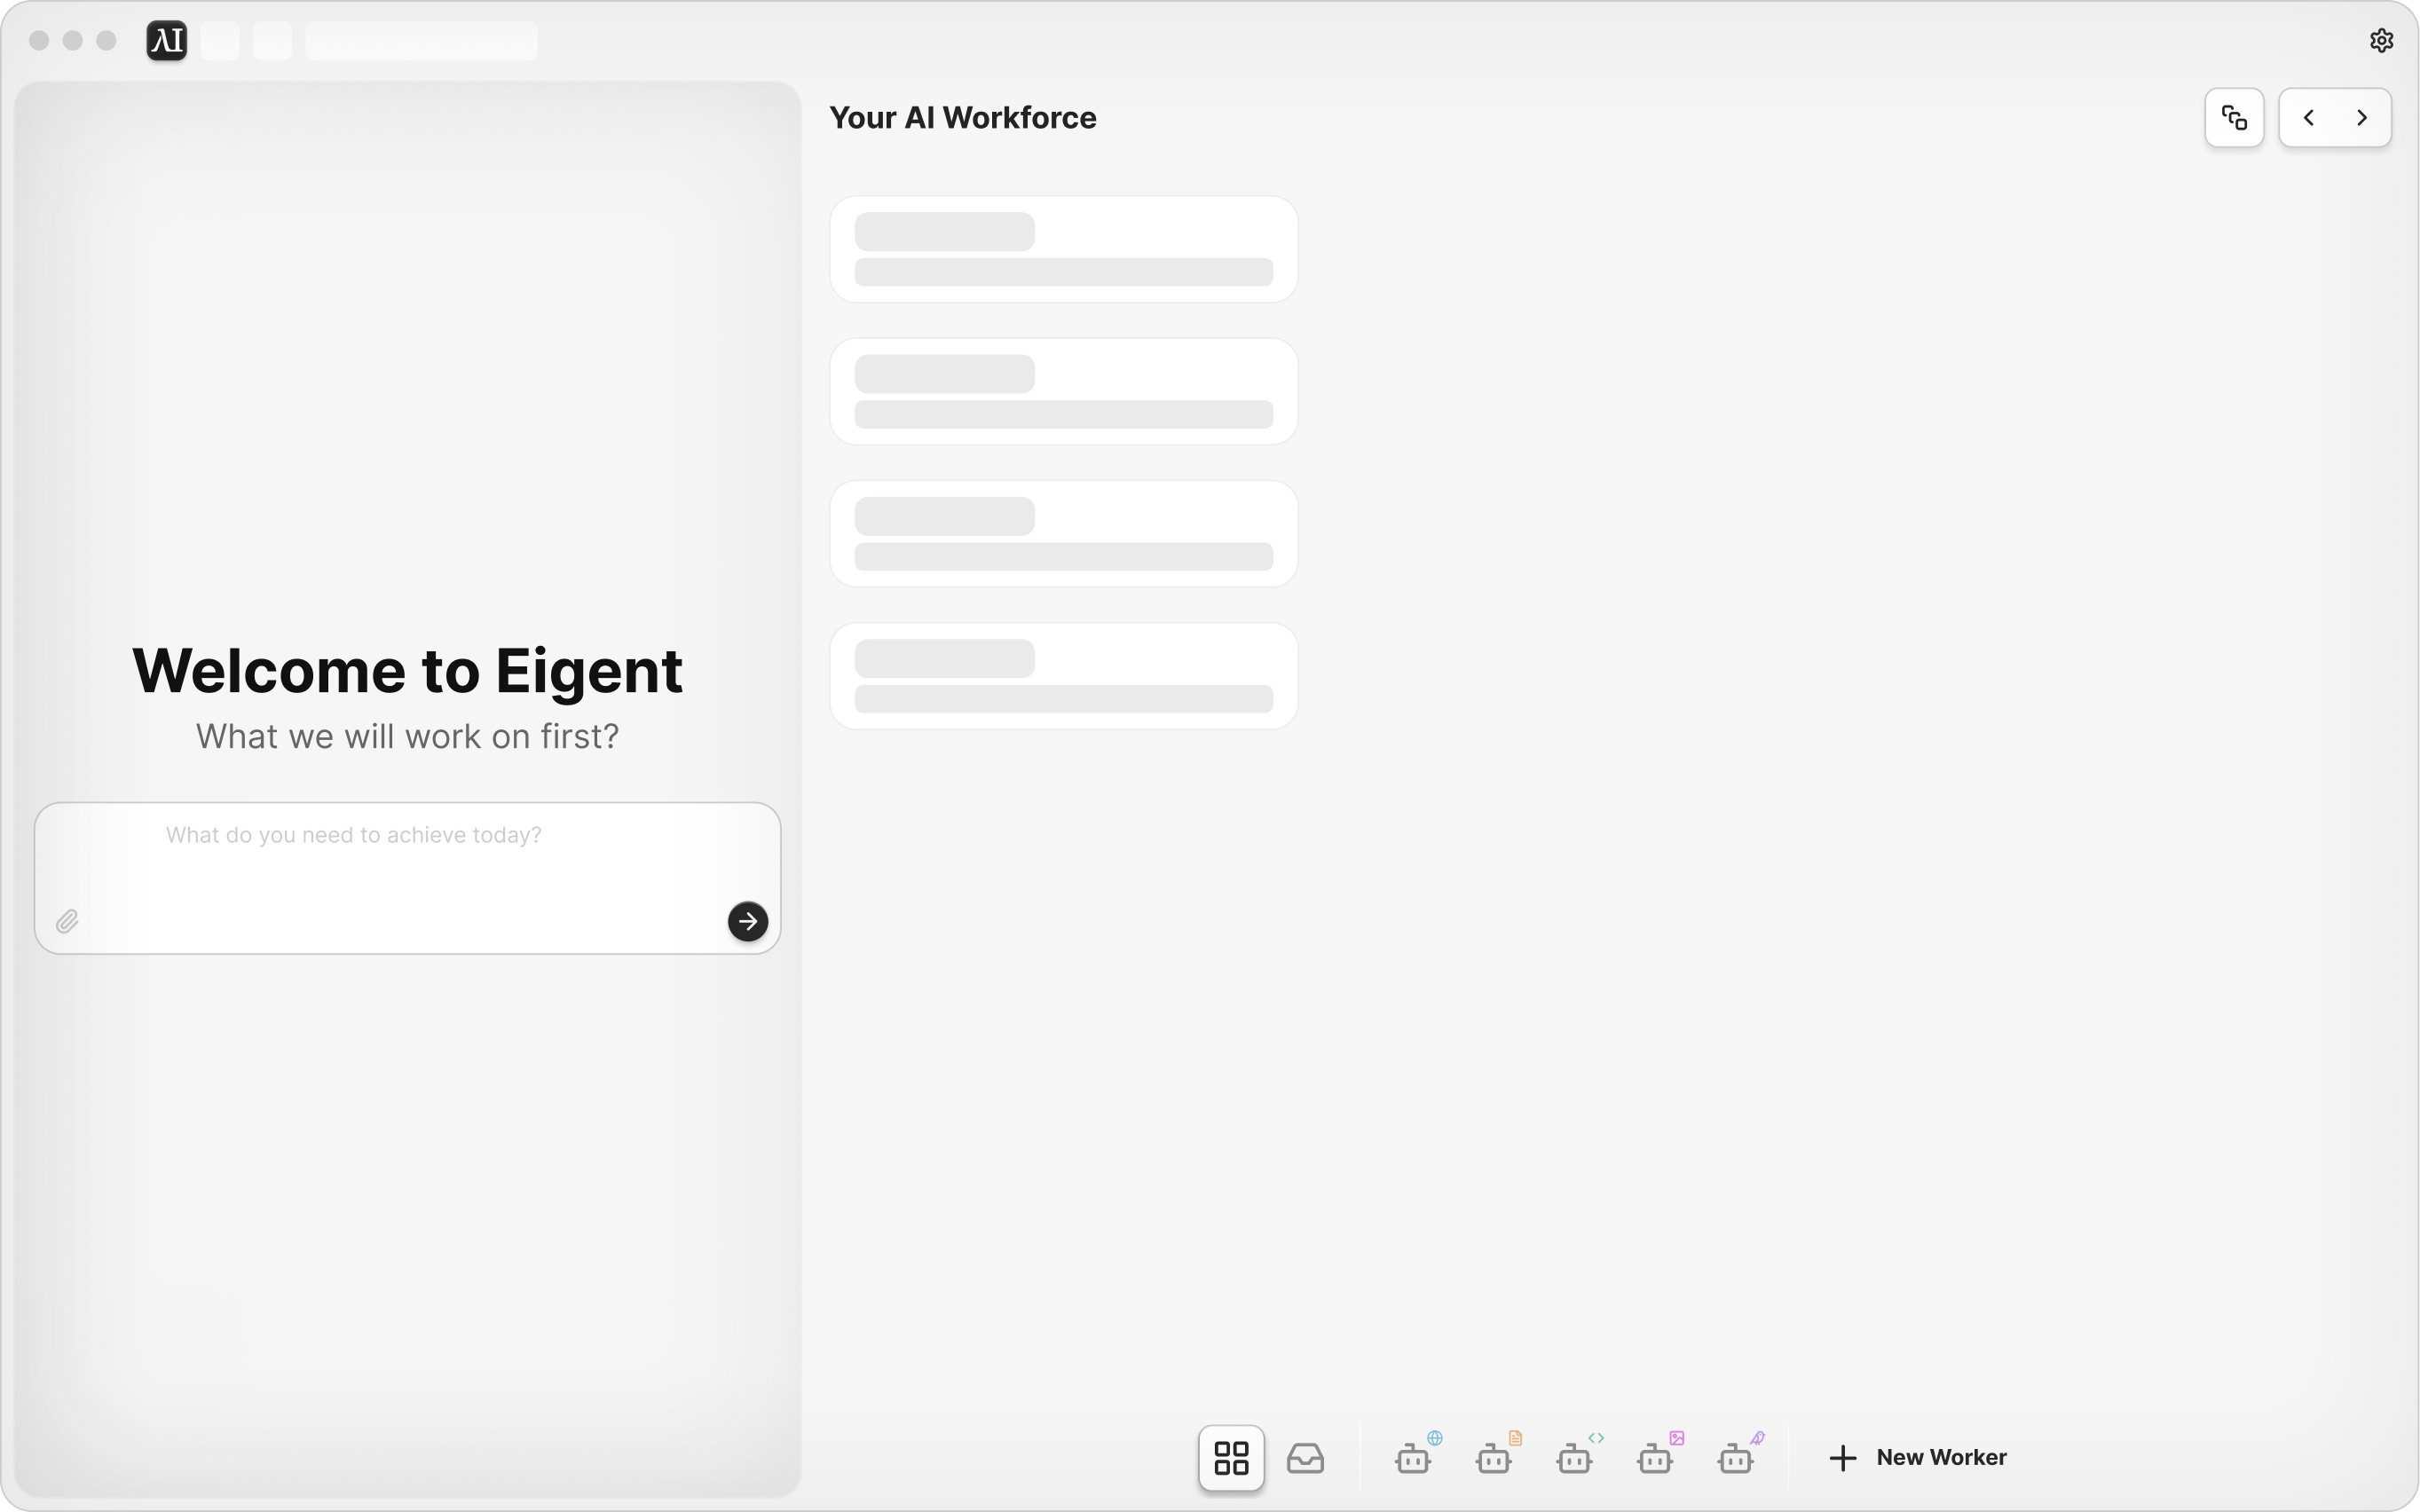 AI
Your AI Workforce
Welcome to Eigent
What we will work on first?
What do you need to achieve today?
New Worker